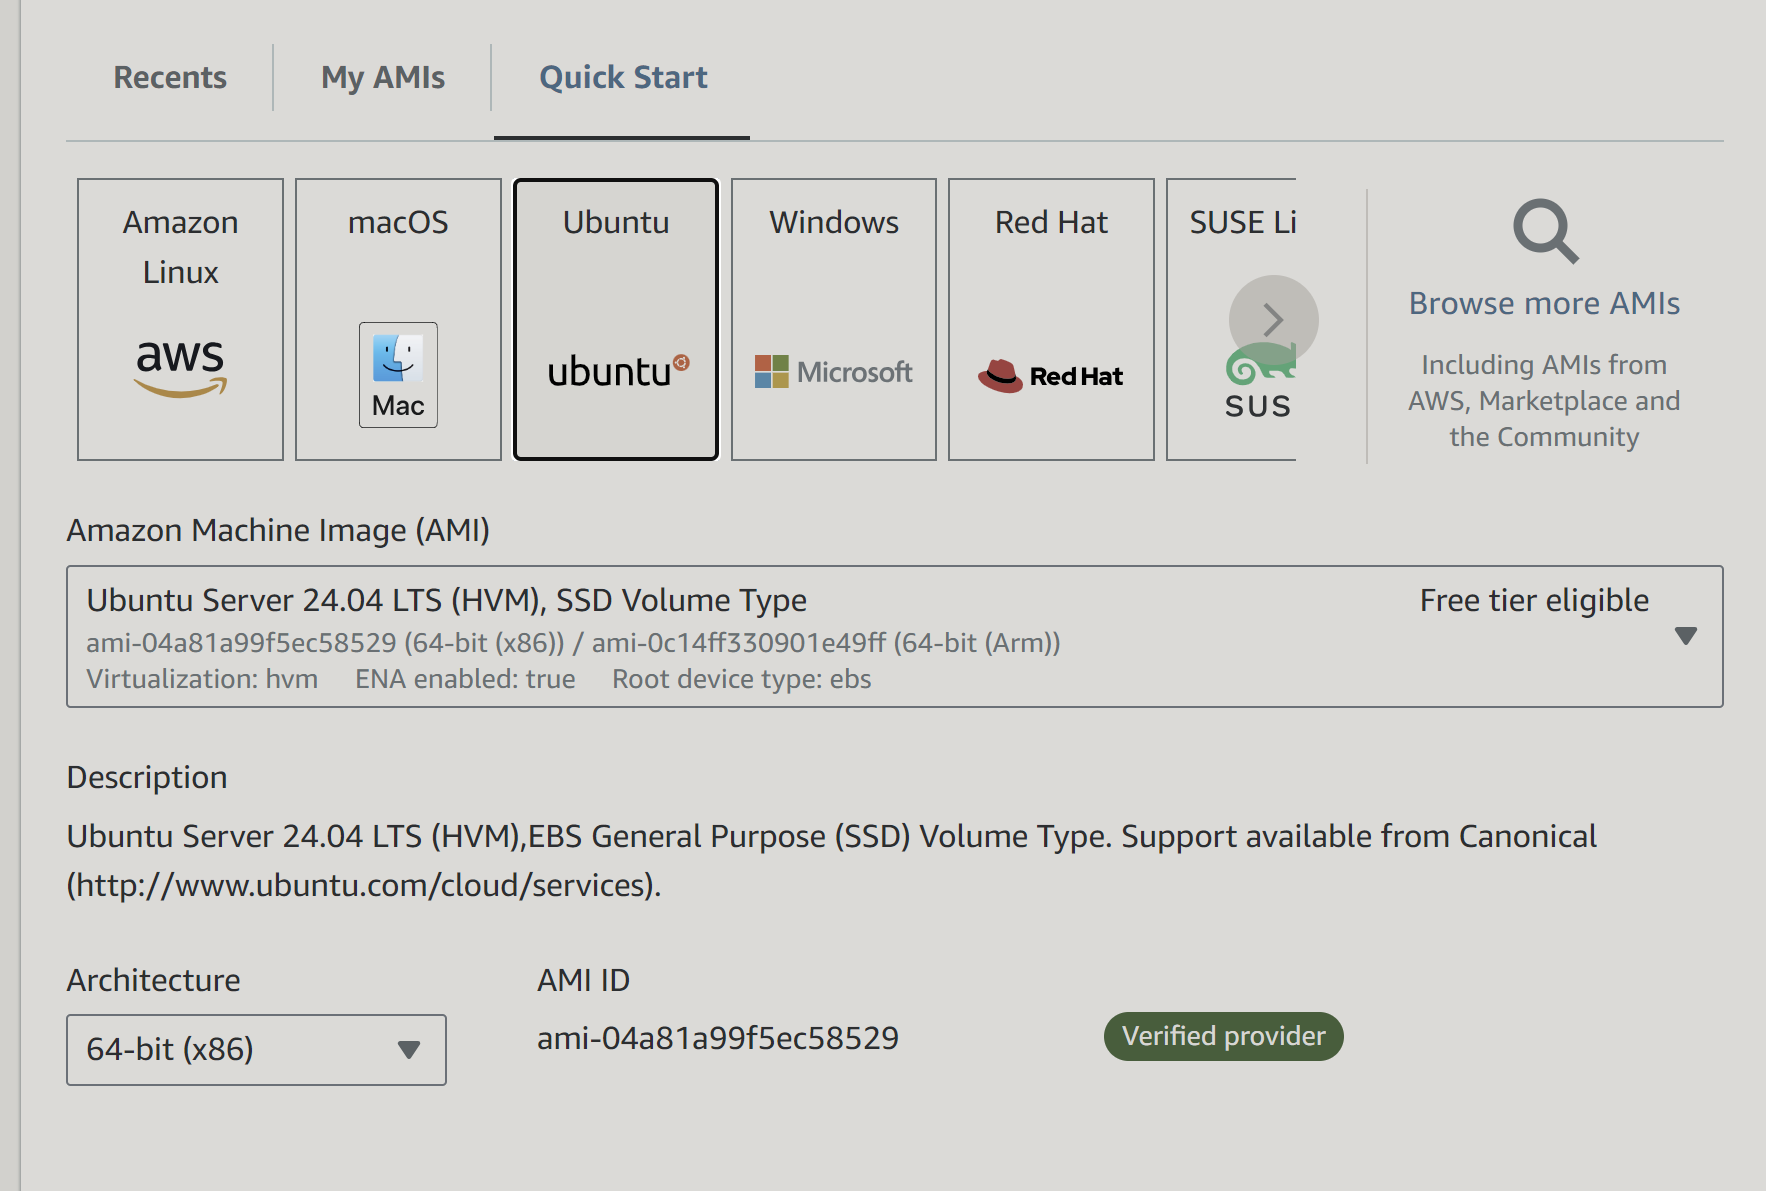 Recents
My AMIs
Quick Start
Amazon
Linux
aws
macOS
Mac
Ubuntu
ubuntu
Windows
Microsoft
Red Hat
Red Hat
SUSE Li
SUS
Browse more AMIs
Including AMIs from
AWS, Marketplace and
the Community
Amazon Machine Image (AMI)
Ubuntu Server 24.04 LTS (HVM), SSD Volume Type
Free tier eligible
ami-04a81a99f5ec58529 (64-bit (x86)) / ami-0c14ff330901e49ff (64-bit (Arm))
Virtualization: hvm ENA enabled: true Root device type: ebs
Description
Ubuntu Server 24.04 LTS (HVM),EBS General Purpose (SSD) Volume Type. Support available from Canonical
(http://www.ubuntu.com/cloud/services).
Architecture
AMI ID
64-bit (x86)
ami-04a81a99f5ec58529
Verified provider